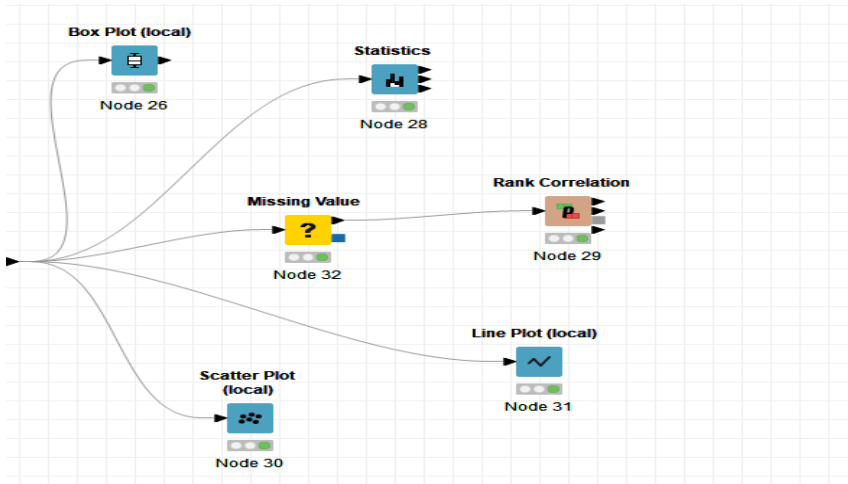 Box Plot (local)
Node 26
Statistics
Node 28
Missing Value
?
Node 32
Rank Correlation
ρ
Node 29
Line Plot (local)
Node 31
Scatter Plot
(local)
Node 30